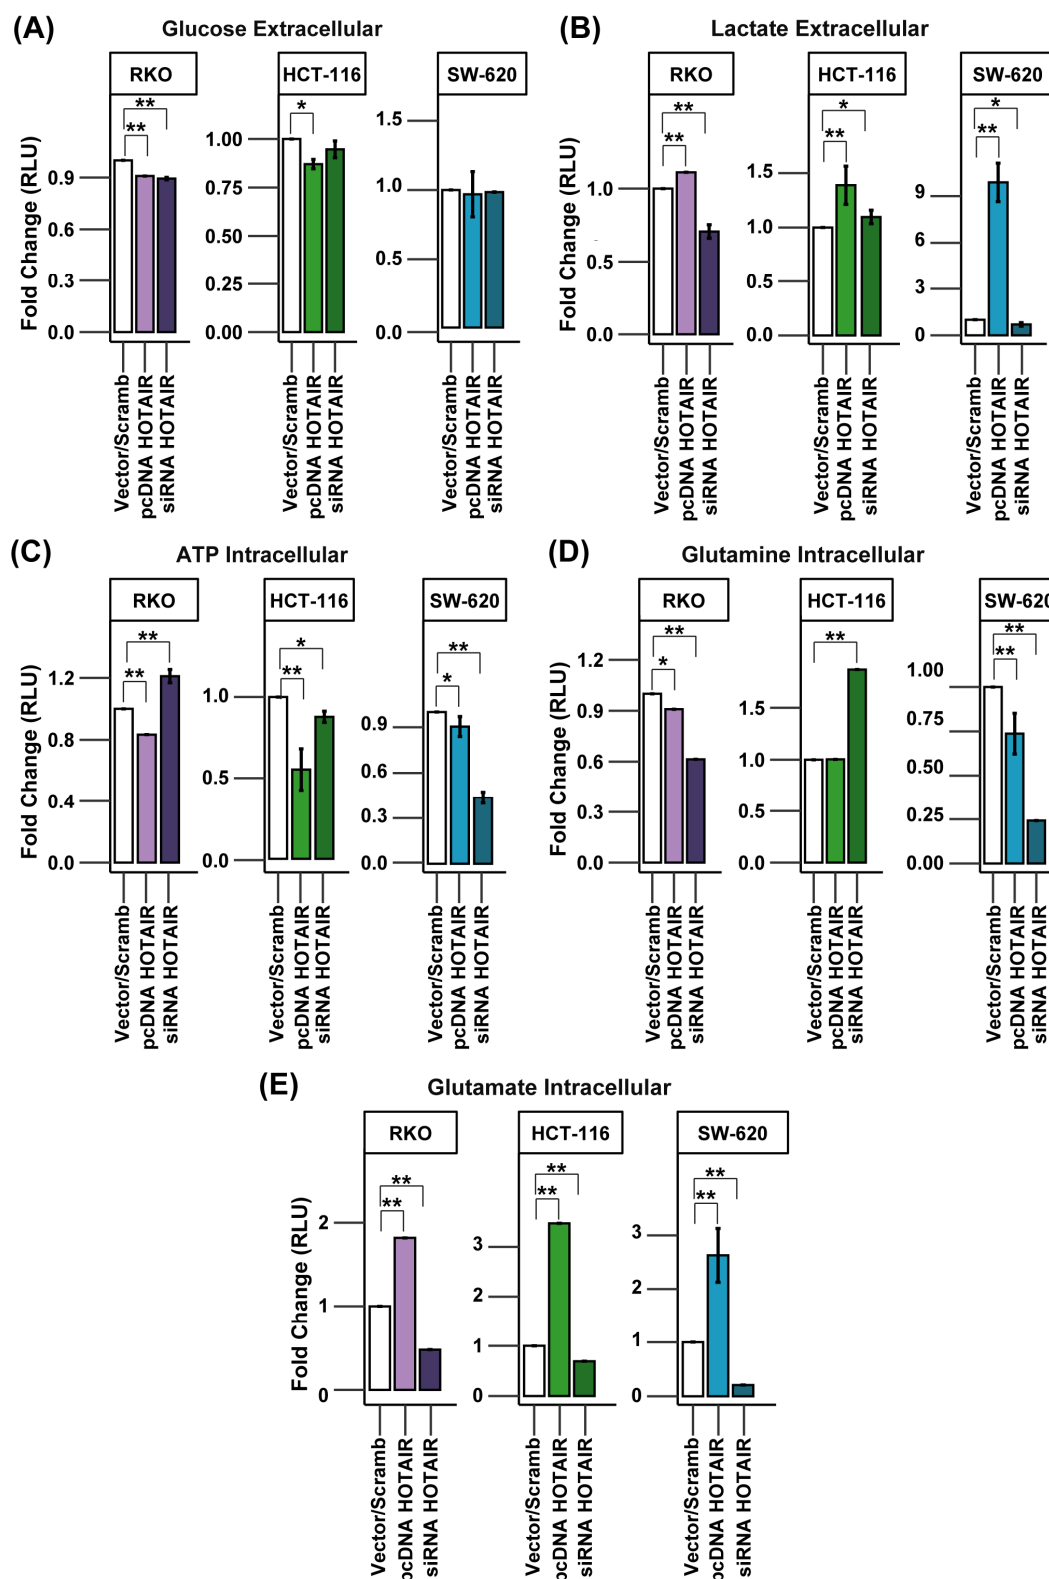 (A) Glucose Extracellular
RKO HCT-116 SW-620
Fold Change (RLU)
0.9
0.6
0.3
0.0
** **
1.00
0.75
0.00
0.25
0.00
*
1.5
1.0
0.5
0.0
Vector/Scramb
pcDNA HOTAIR
siRNA HOTAIR
Vector/Scramb
pcDNA HOTAIR
siRNA HOTAIR
Vector/Scramb
pcDNA HOTAIR
siRNA HOTAIR
(B) Lactate Extracellular
RKO HCT-116 SW-620
Fold Change (RLU)
1.0
0.5
0.0
** **
1.5
1.0
0.5
0.0
* **
9
6
3
0
* **
Vector/Scramb
pcDNA HOTAIR
siRNA HOTAIR
Vector/Scramb
pcDNA HOTAIR
siRNA HOTAIR
Vector/Scramb
pcDNA HOTAIR
siRNA HOTAIR
(C) ATP Intracellular
RKO HCT-116 SW-620
Fold Change (RLU)
1.2
0.8
0.4
0.0
** **
1.0
0.5
0.0
* **
0.9
0.6
0.3
0.0
** *
Vector/Scramb
pcDNA HOTAIR
siRNA HOTAIR
Vector/Scramb
pcDNA HOTAIR
siRNA HOTAIR
Vector/Scramb
pcDNA HOTAIR
siRNA HOTAIR
(D) Glutamine Intracellular
RKO HCT-116 SW-620
Fold Change (RLU)
1.2
0.9
0.6
0.3
0.0
** *
1.5
1.0
0.5
0.0
**
1.00
0.75
0.00
0.25
0.00
** **
Vector/Scramb
pcDNA HOTAIR
siRNA HOTAIR
Vector/Scramb
pcDNA HOTAIR
siRNA HOTAIR
Vector/Scramb
pcDNA HOTAIR
siRNA HOTAIR
(E) Glutamate Intracellular
RKO HCT-116 SW-620
Fold Change (RLU)
2
1
0
** **
3
2
1
0
** **
3
2
1
0
** **
Vector/Scramb
pcDNA HOTAIR
siRNA HOTAIR
Vector/Scramb
pcDNA HOTAIR
siRNA HOTAIR
Vector/Scramb
pcDNA HOTAIR
siRNA HOTAIR